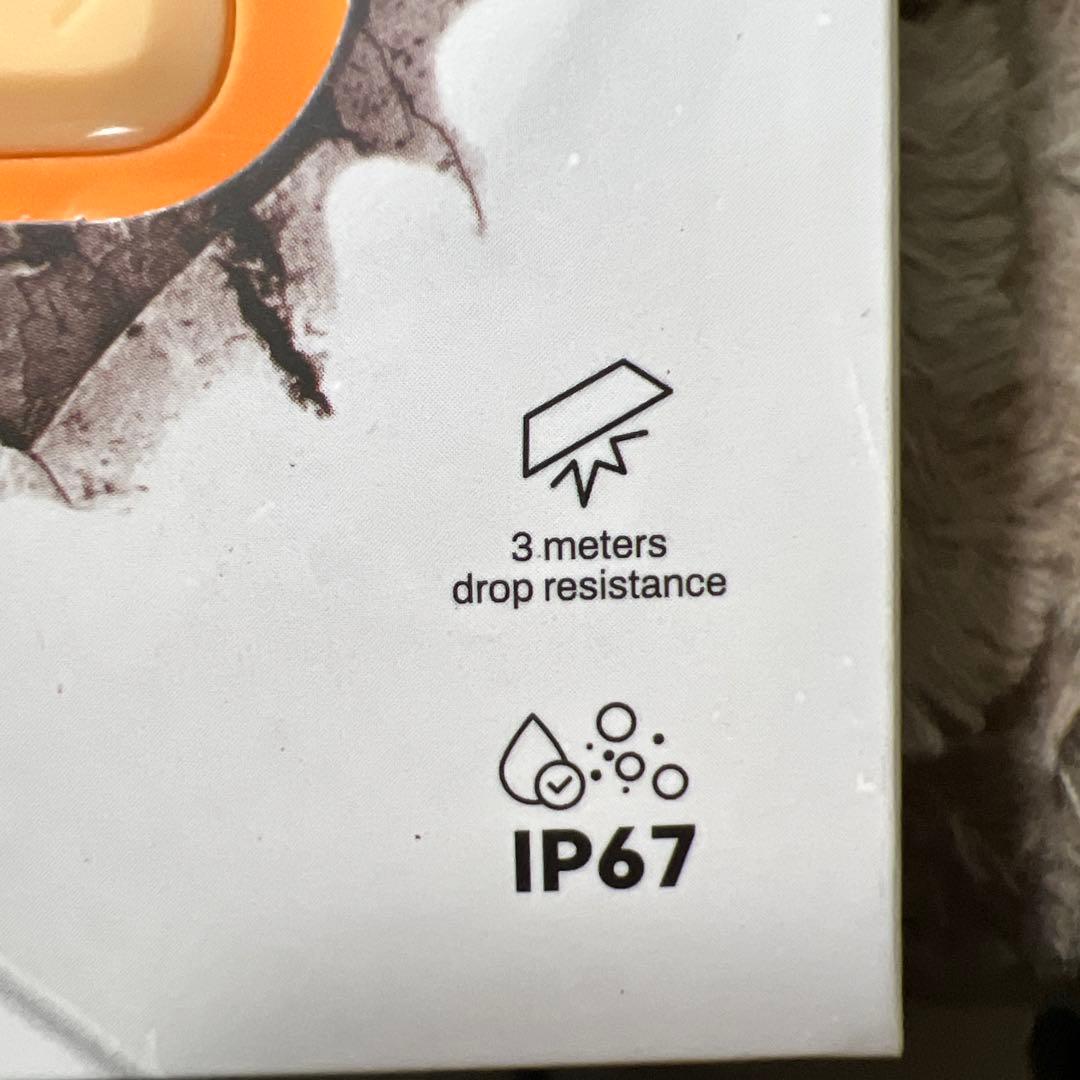 3 meters
drop resistance
IP67